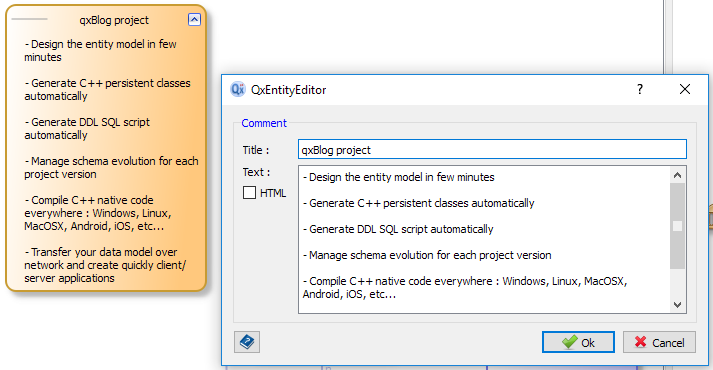 qxBlog project
- Design the entity model in few
minutes
- Generate C++ persistent classes
automatically
- Generate DDL SQL script
automatically
- Manage schema evolution for each
project version
- Compile C++ native code
everywhere : Windows, Linux,
MacOSX, Android, iOS, etc...
- Transfer your data model over
network and create quickly client/
server applications
Qx QxEntityEditor ?
Comment
Title : qxBlog project
Text :
HTML
- Design the entity model in few minutes
- Generate C++ persistent classes automatically
- Generate DDL SQL script automatically
- Manage schema evolution for each project version
- Compile C++ native code everywhere : Windows, Linux, MacOSX,
Android, iOS, etc...
? Ok Cancel